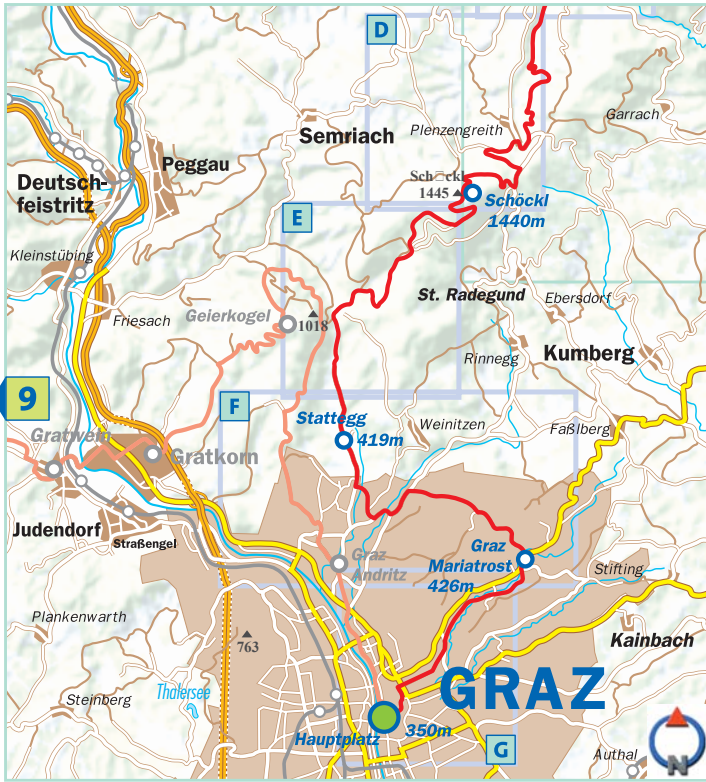 D
Semriach
Plenzengreith
Garrach
Peggau
Deutsch-
feistritz
Sch□ckl
1445
Schöckl
1440m
E
Kleinstübing
St. Radegund
Ebersdorf
Friesach
Geierkogel
1018
Rinnegg
Kumberg
9
F
Stattegg
419m
Weinitzen
Faßlberg
Gratwein
Gratkorn
Judendorf
Straßengel
Graz
Andritz
Graz
Mariatrost
426m
Stifting
Plankenwarth
763
Kainbach
Steinberg
Thalersee
GRAZ
Hauptplatz
350m
G
Authal
N